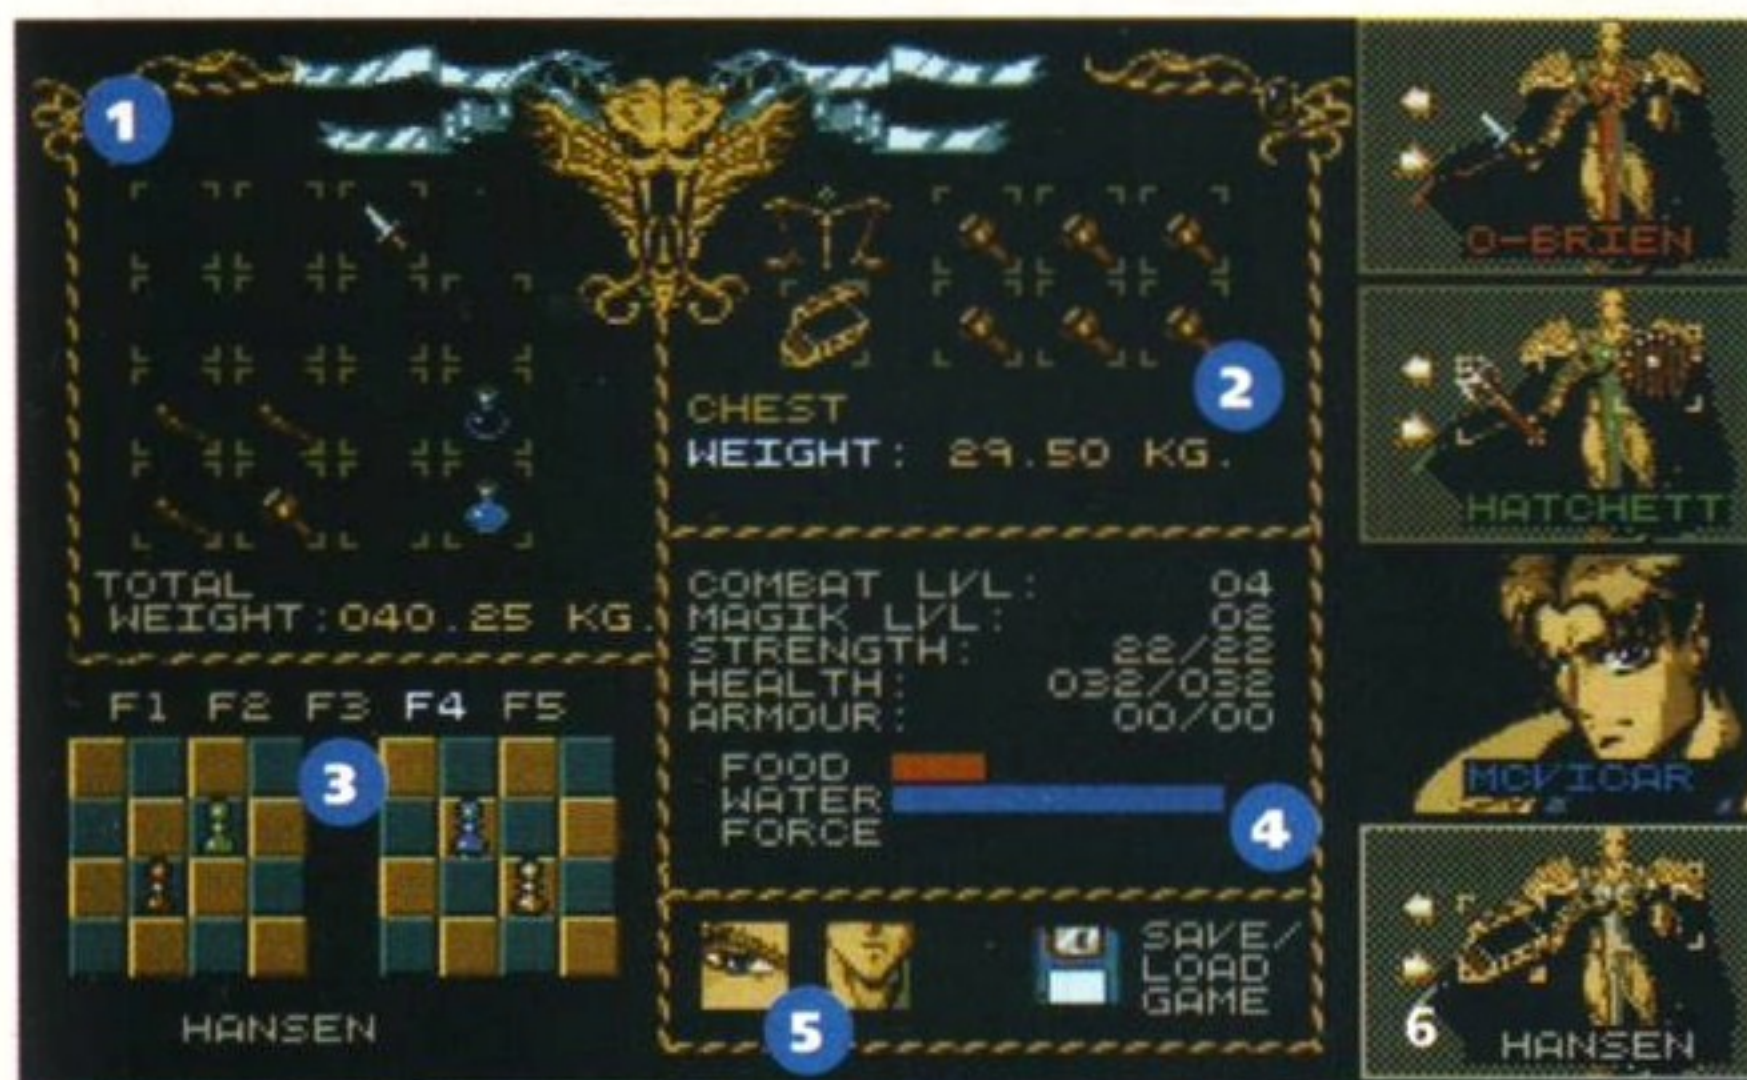 1
2
CHEST
WEIGHT: 29.50 KG.
TOTAL
WEIGHT:040.25 KG.
F1 F2 F3 F4 F5
3
HANSEN
COMBAT LVL: 04
MAGIK LVL: 02
STRENGTH: 22/22
HEALTH: 032/032
ARMOUR: 00/00
FOOD
WATER
FORCE
4
5
SAVE/
LOAD
GAME
O-BRIEN
HATCHETT
MCVICAR
6
HANSEN